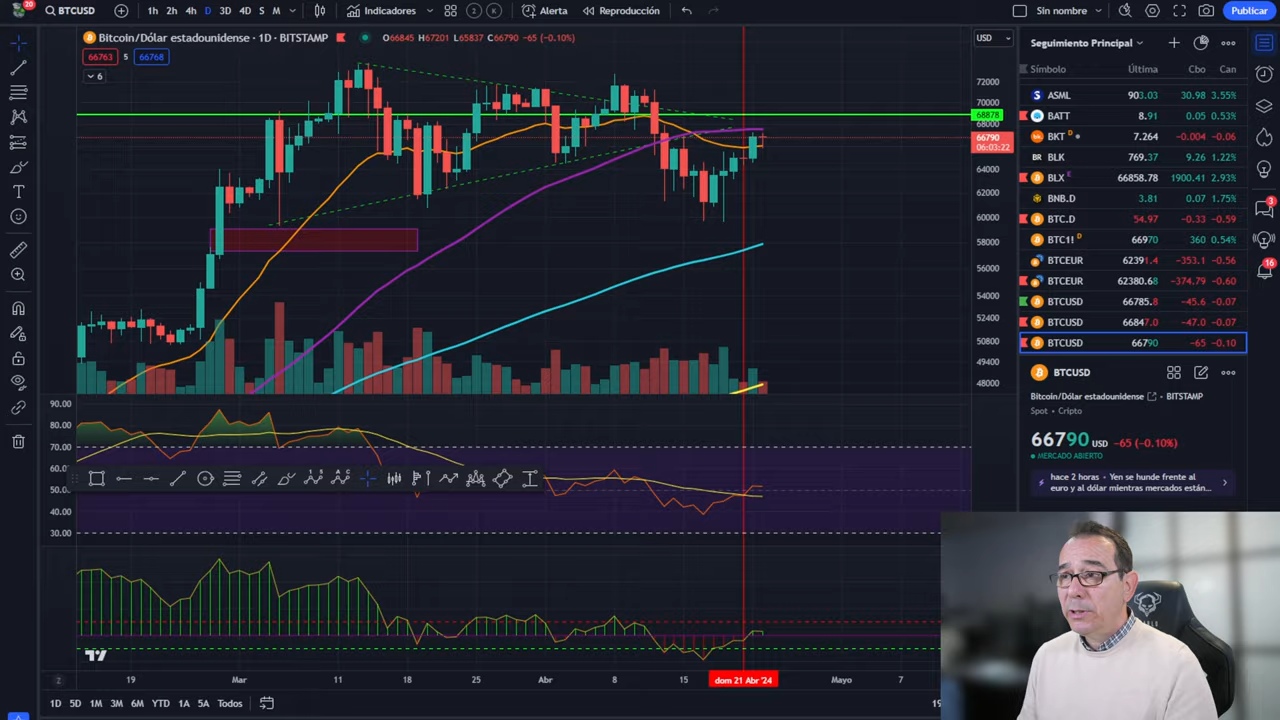 20
BTCUSD
1h 2h 4h D 3D 4D S M
Indicadores
2 K
Alerta
Reproducción
Sin nombre
Publicar
Bitcoin/Dólar estadounidense · 1D · BITSTAMP
O66845 H67201 L65837 C66790 −65 (−0.10%)
66763 5 66768
6
USD
72000
70000
68878
68000
66790
06:03:22
64000
62000
60000
58000
56000
54000
52400
50800
49400
48000
90.00
70.00
50.00
30.00
19 Mar 11 18 25 Abr 8 15 dom 21 Abr '24 Mayo 7
1D 5D 1M 3M 6M YTD 1A 5A Todos
Seguimiento Principal
Símbolo Última Cbo Can
ASML 903.03 30.98 3.55%
BATT 8.91 0.05 0.53%
BKT D 7.264 −0.004 −0.06
BLK 769.37 9.26 1.22%
BLX E 66858.78 1900.41 2.93%
BNB.D 3.81 0.07 1.75%
BTC.D 54.97 −0.33 −0.59
BTC1! D 66970 360 0.54%
BTCEUR 62391.4 −353.1 −0.56
BTCEUR 62380.68 −374.79 −0.60
BTCUSD 66785.8 −45.6 −0.07
BTCUSD 66847.0 −47.0 −0.07
BTCUSD 66790 −65 −0.10
BTCUSD
Bitcoin/Dólar estadounidense BITSTAMP
Spot · Cripto
66790 USD −65 (−0.10%)
MERCADO ABIERTO
hace 2 horas · Yen se hunde frente al
euro y al dólar mientras mercados están...
3
16